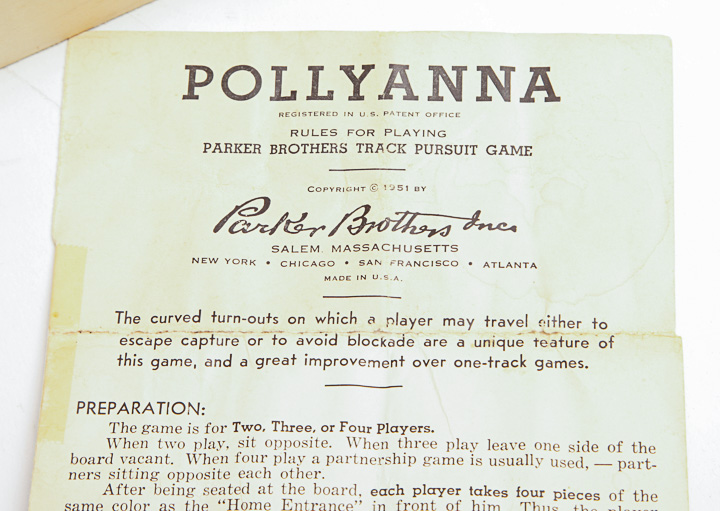 POLLYANNA
REGISTERED IN U.S. PATENT OFFICE
RULES FOR PLAYING
PARKER BROTHERS TRACK PURSUIT GAME
COPYRIGHT © 1951 BY
Parker Brothers Inc.
SALEM, MASSACHUSETTS
NEW YORK • CHICAGO • SAN FRANCISCO • ATLANTA
MADE IN U.S.A.
The curved turn-outs on which a player may travel either to
escape capture or to avoid blockade are a unique feature of
this game, and a great improvement over one-track games.
PREPARATION:
The game is for Two, Three, or Four Players.
When two play, sit opposite. When three play leave one side of the
board vacant. When four play a partnership game is usually used, — part-
ners sitting opposite each other.
After being seated at the board, each player takes four pieces of the
same color as the "Home Entrance" in front of him. Thus, the player